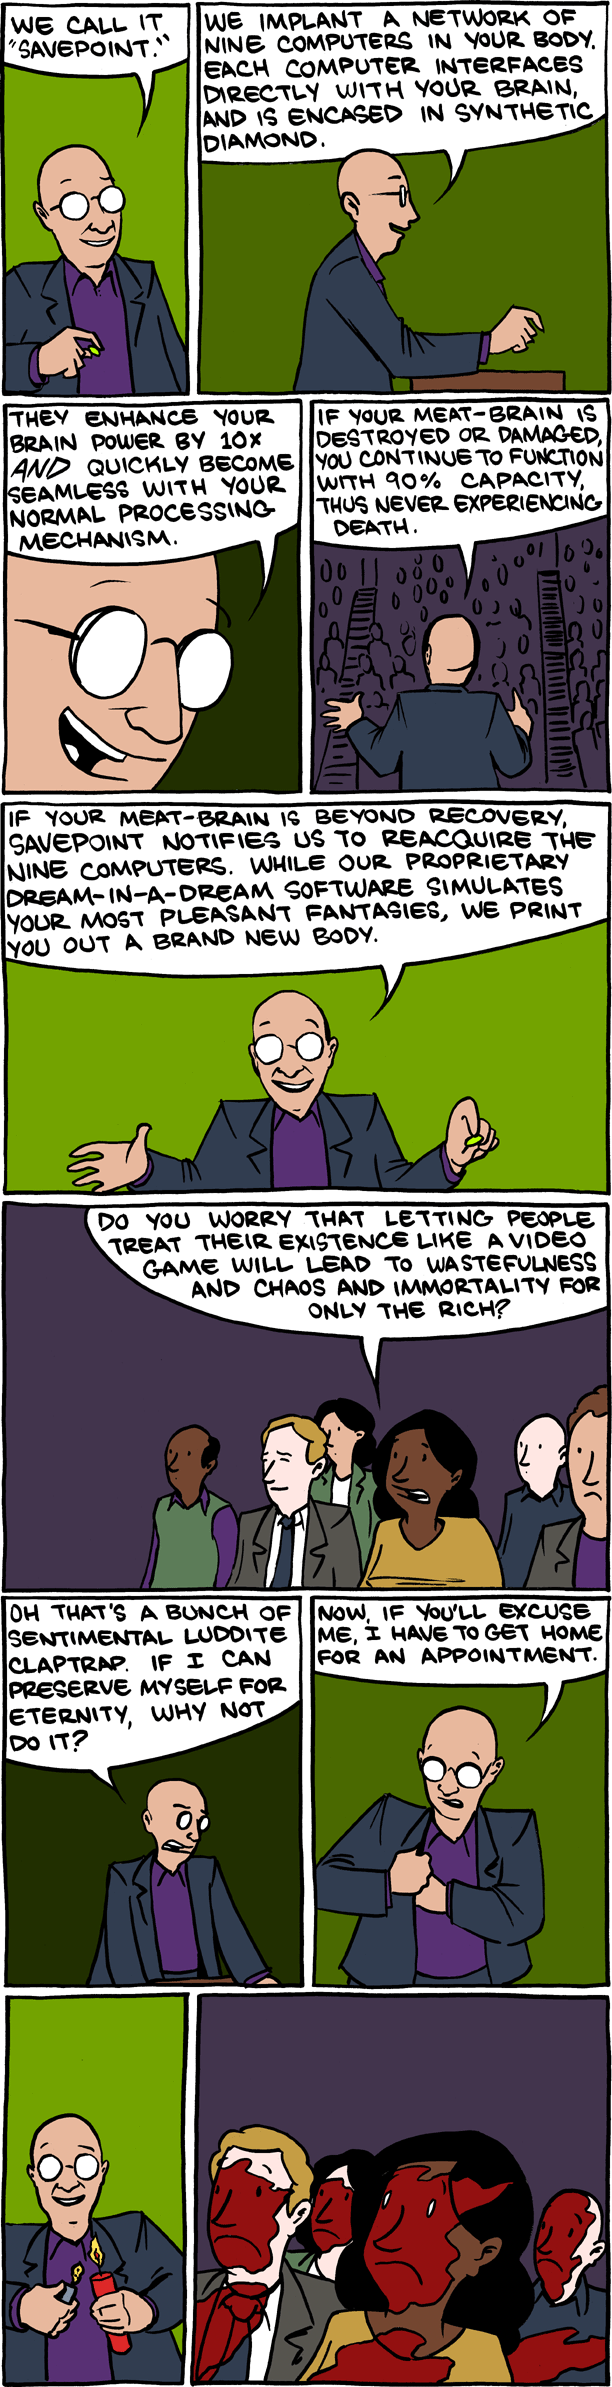 WE CALL IT
"SAVEPOINT."
WE IMPLANT A NETWORK OF
NINE COMPUTERS IN YOUR BODY.
EACH COMPUTER INTERFACES
DIRECTLY WITH YOUR BRAIN,
AND IS ENCASED IN SYNTHETIC
DIAMOND.
THEY ENHANCE YOUR
BRAIN POWER BY 10X
AND QUICKLY BECOME
SEAMLESS WITH YOUR
NORMAL PROCESSING
MECHANISM.
IF YOUR MEAT-BRAIN IS
DESTROYED OR DAMAGED,
YOU CONTINUE TO FUNCTION
WITH 90% CAPACITY,
THUS NEVER EXPERIENCING
DEATH.
IF YOUR MEAT-BRAIN IS BEYOND RECOVERY,
SAVEPOINT NOTIFIES US TO REACQUIRE THE
NINE COMPUTERS. WHILE OUR PROPRIETARY
DREAM-IN-A-DREAM SOFTWARE SIMULATES
YOUR MOST PLEASANT FANTASIES, WE PRINT
YOU OUT A BRAND NEW BODY.
DO YOU WORRY THAT LETTING PEOPLE
TREAT THEIR EXISTENCE LIKE A VIDEO
GAME WILL LEAD TO WASTEFULNESS
AND CHAOS AND IMMORTALITY FOR
ONLY THE RICH?
OH THAT'S A BUNCH OF
SENTIMENTAL LUDDITE
CLAPTRAP. IF I CAN
PRESERVE MYSELF FOR
ETERNITY, WHY NOT
DO IT?
NOW, IF YOU'LL EXCUSE
ME, I HAVE TO GET HOME
FOR AN APPOINTMENT.